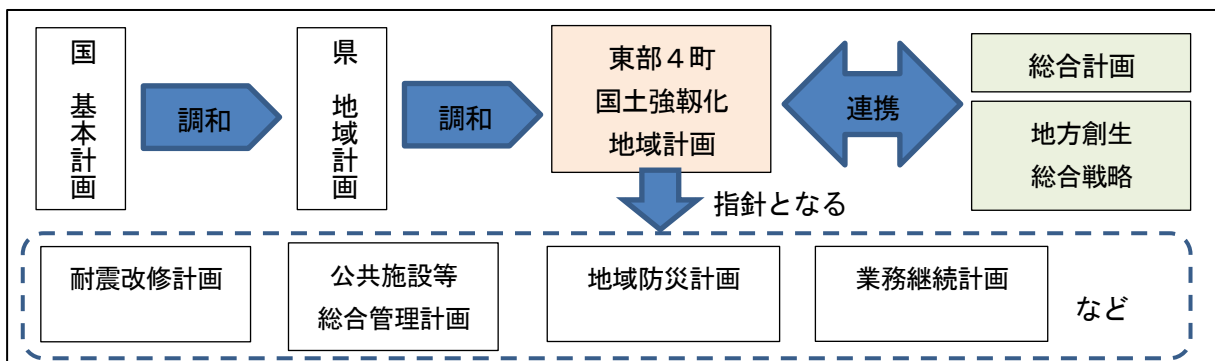 国 基本計画
調和
県 地域計画
調和
東部４町
国土強靱化
地域計画
連携
総合計画
地方創生
総合戦略
指針となる
耐震改修計画
公共施設等
総合管理計画
地域防災計画
業務継続計画
など